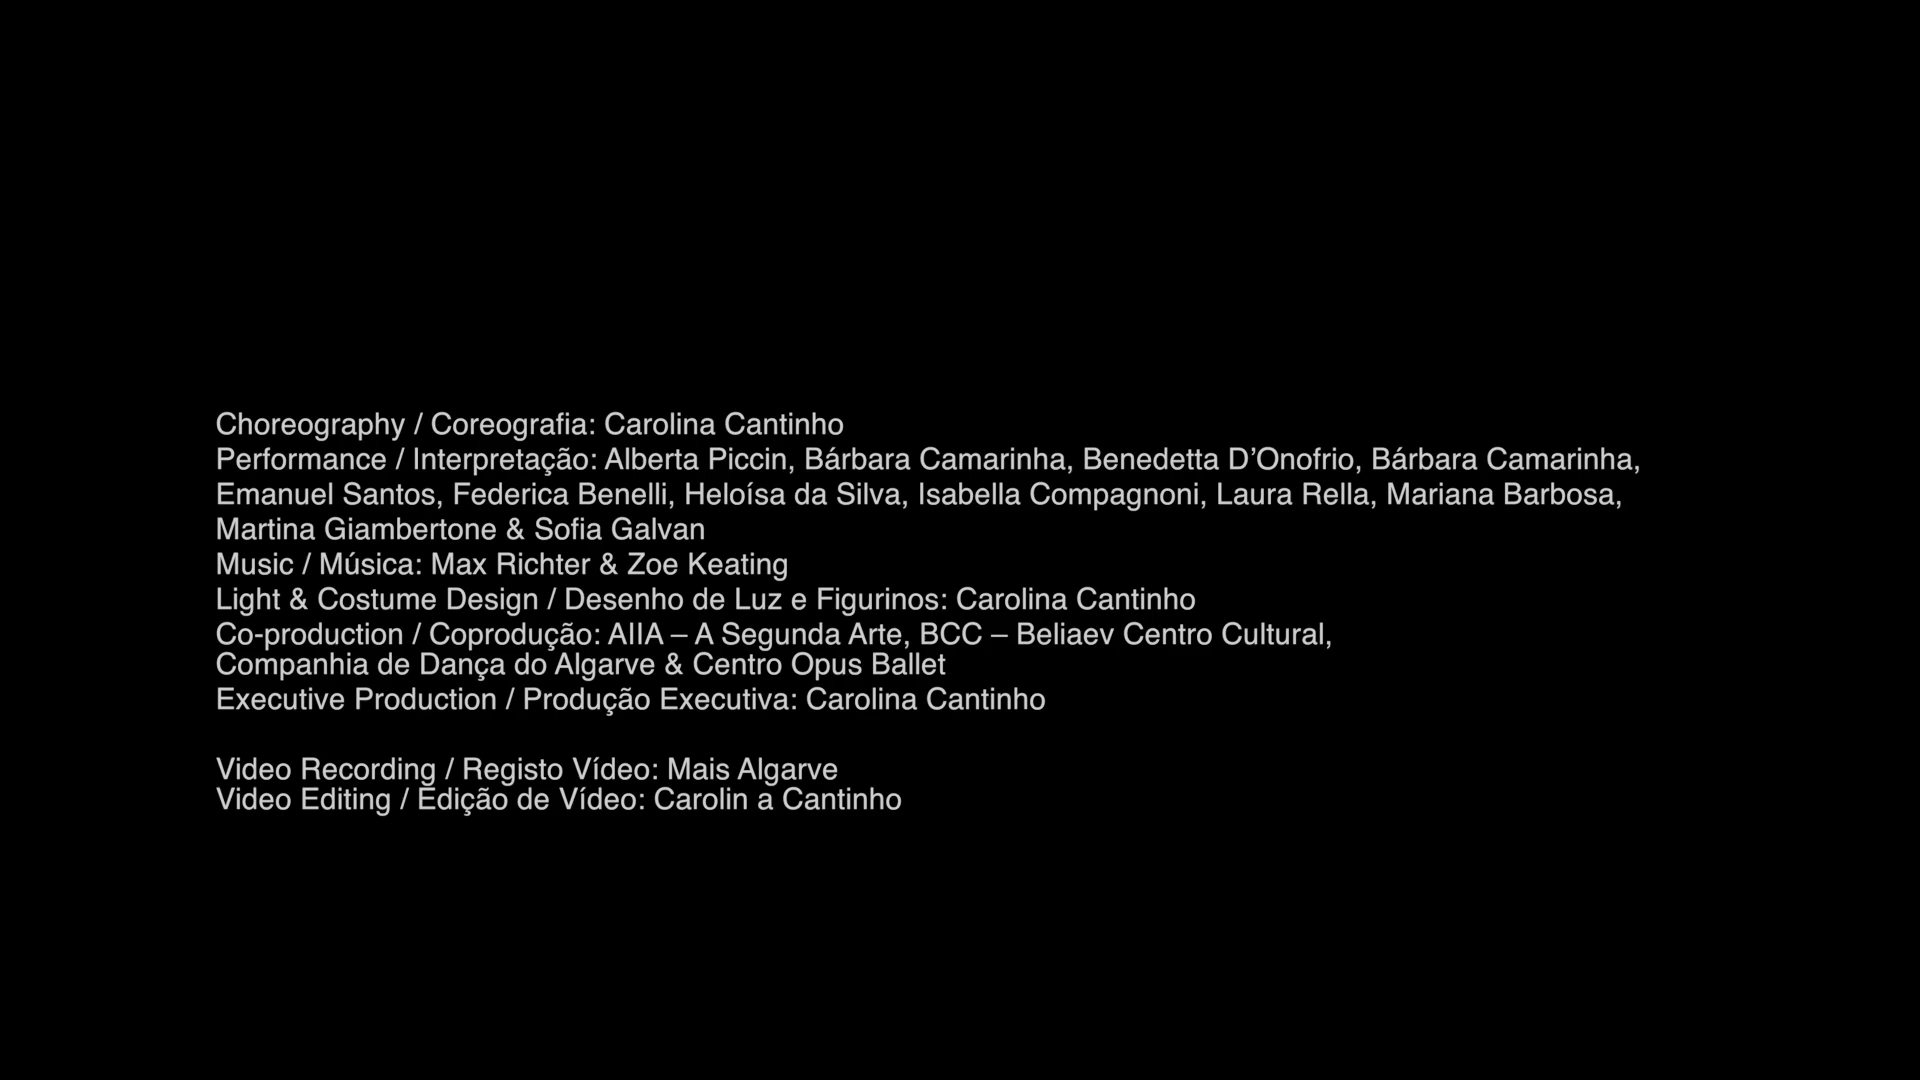 Choreography / Coreografia: Carolina Cantinho
Performance / Interpretação: Alberta Piccin, Bárbara Camarinha, Benedetta D’Onofrio, Bárbara Camarinha,
Emanuel Santos, Federica Benelli, Heloísa da Silva, Isabella Compagnoni, Laura Rella, Mariana Barbosa,
Martina Giambertone & Sofia Galvan
Music / Música: Max Richter & Zoe Keating
Light & Costume Design / Desenho de Luz e Figurinos: Carolina Cantinho
Co-production / Coprodução: AIIA – A Segunda Arte, BCC – Beliaev Centro Cultural,
Companhia de Dança do Algarve & Centro Opus Ballet
Executive Production / Produção Executiva: Carolina Cantinho
Video Recording / Registo Vídeo: Mais Algarve
Video Editing / Edição de Vídeo: Carolin a Cantinho